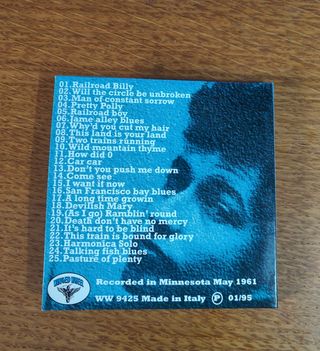 01.Railroad Billy
02.Will the circle be unbroken
03.Man of constant sorrow
04.Pretty Polly
05.Railroad boy
06.Jame alley blues
07.Why'd you cut my hair
08.This land is your land
09.Two trains running
10.Wild mountain thyme
11.How did 0
12.Car car
13.Don't you push me down
14.Come see
15.I want if now
16.San Francisco bay blues
17.A long time growin
18.Devilish Mary
19.(As I go) Ramblin' round
20.Death don't have no mercy
21.It's hard to be blind
22.This train is bound for glory
23.Harmonica Solo
24.Talking fish blues
25.Pasture of plenty
Recorded in Minnesota May 1961
WW 9425 Made in Italy P 01/95